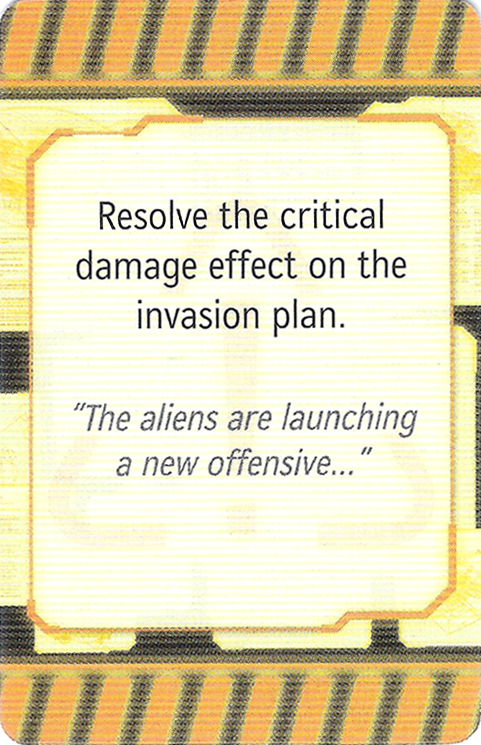 Resolve the critical
damage effect on the
invasion plan.
“The aliens are launching
a new offensive...”